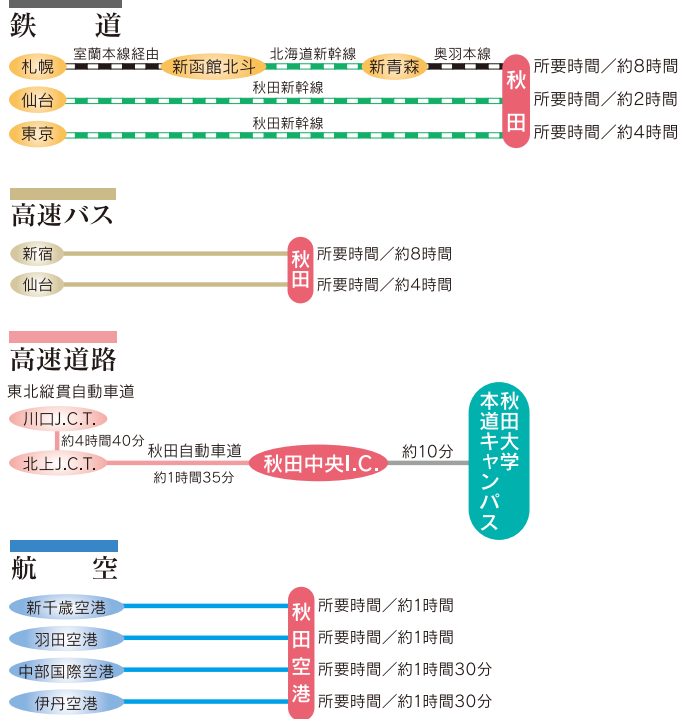 鉄 道
札幌 室蘭本線経由 新函館北斗 北海道新幹線 新青森 奥羽本線 所要時間／約8時間
仙台 秋田新幹線 所要時間／約2時間
東京 秋田新幹線 所要時間／約4時間
秋田
高速バス
新宿 所要時間／約8時間
仙台 所要時間／約4時間
秋田
高速道路
東北縦貫自動車道
川口J.C.T.
約4時間40分
北上J.C.T. 秋田自動車道 秋田中央I.C. 約10分
約1時間35分
秋田大学
本道キャンパス
航 空
新千歳空港 所要時間／約1時間
羽田空港 所要時間／約1時間
中部国際空港 所要時間／約1時間30分
伊丹空港 所要時間／約1時間30分
秋田空港